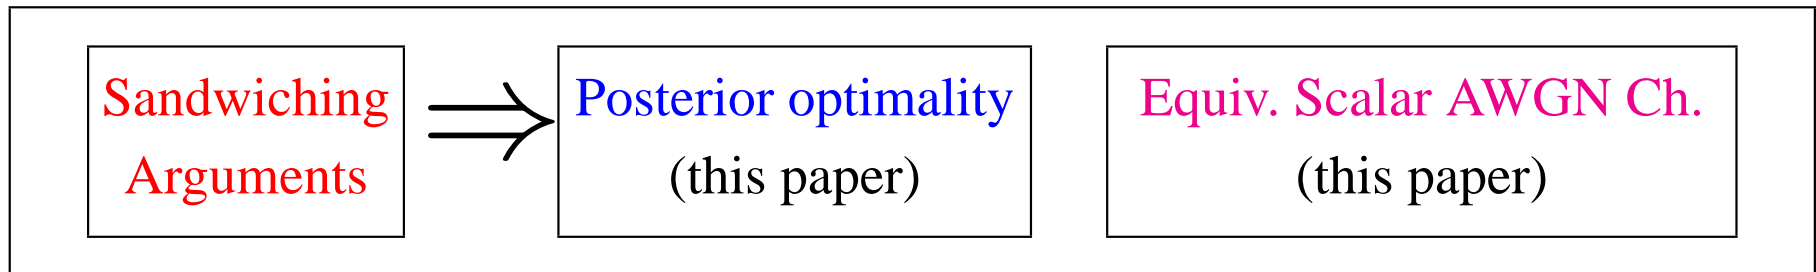 Sandwiching
Arguments
Posterior optimality
(this paper)
Equiv. Scalar AWGN Ch.
(this paper)